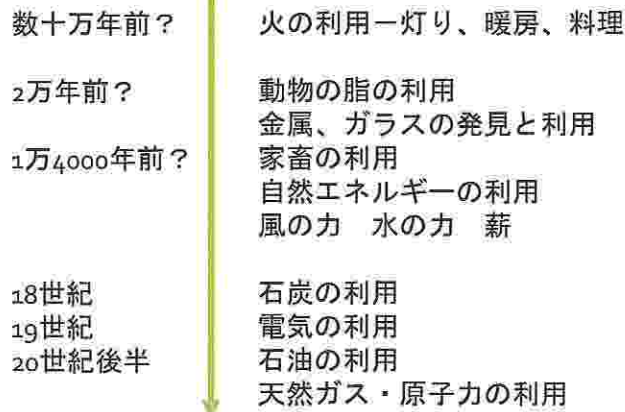 数十万年前？ 火の利用－灯り、暖房、料理
2万年前？ 動物の脂の利用
金属、ガラスの発見と利用
1万4000年前？ 家畜の利用
自然エネルギーの利用
風の力　水の力　薪
18世紀 石炭の利用
19世紀 電気の利用
20世紀後半 石油の利用
天然ガス・原子力の利用